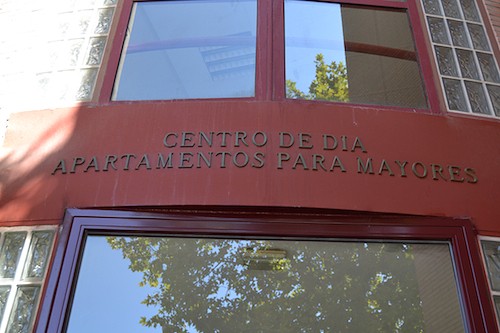 CENTRO DE DIA
APARTAMENTOS PARA MAYORES